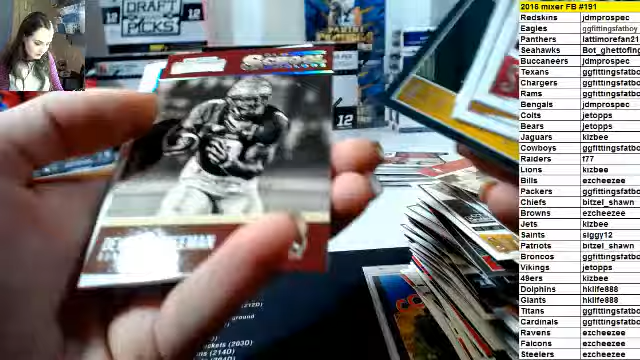 2016 mixer FB #191
Redskins jdmprospec
Eagles ggfittingsfatboy
Panthers lattimorefan21
Seahawks Bot_ghettofing
Buccaneers jdmprospec
Texans ggfittingsfatbo
Chargers ggfittingsfatbo
Rams ggfittingsfatbo
Bengals jdmprospec
Colts jetopps
Bears jetopps
Jaguars kizbee
Cowboys ggfittingsfatbo
Raiders f77
Lions kizbee
Bills ezcheezee
Packers ggfittingsfatbo
Chiefs bitzel_shawn
Browns ezcheezee
Jets kizbee
Saints siggy12
Patriots bitzel_shawn
Broncos ggfittingsfatbo
Vikings jetopps
49ers kizbee
Dolphins hklife888
Giants hklife888
Titans ggfittingsfatbo
Cardinals ggfittingsfatbo
Ravens ezcheezee
Falcons ezcheezee
Steelers ezcheezee
DRAFT
PICKS
12
12